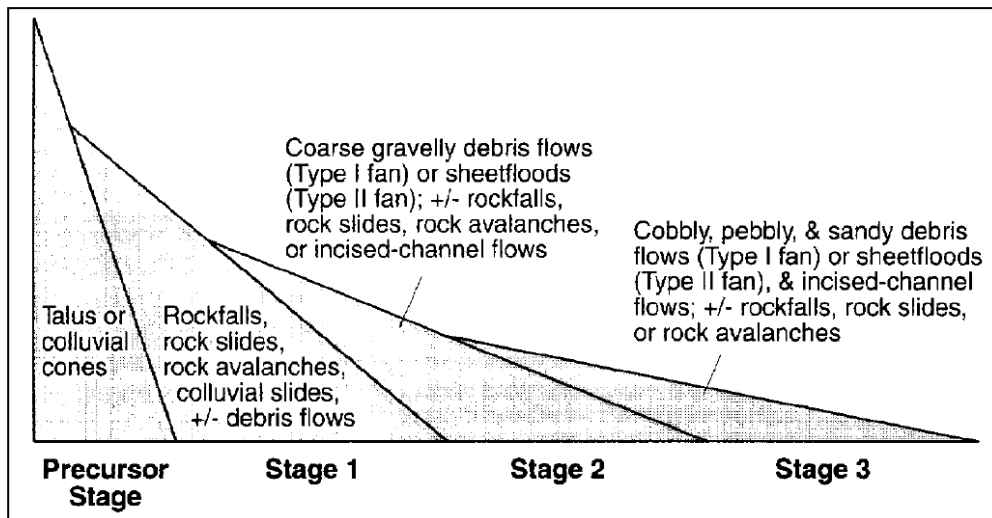 Coarse gravelly debris flows
(Type I fan) or sheetfloods
(Type II fan); +/- rockfalls,
rock slides, rock avalanches,
or incised-channel flows
Cobbly, pebbly, & sandy debris
flows (Type I fan) or sheetfloods
(Type II fan), & incised-channel
flows; +/- rockfalls, rock slides,
or rock avalanches
Talus or
colluvial
cones
Rockfalls,
rock slides,
rock avalanches,
colluvial slides,
+/- debris flows
Precursor
Stage
Stage 1
Stage 2
Stage 3